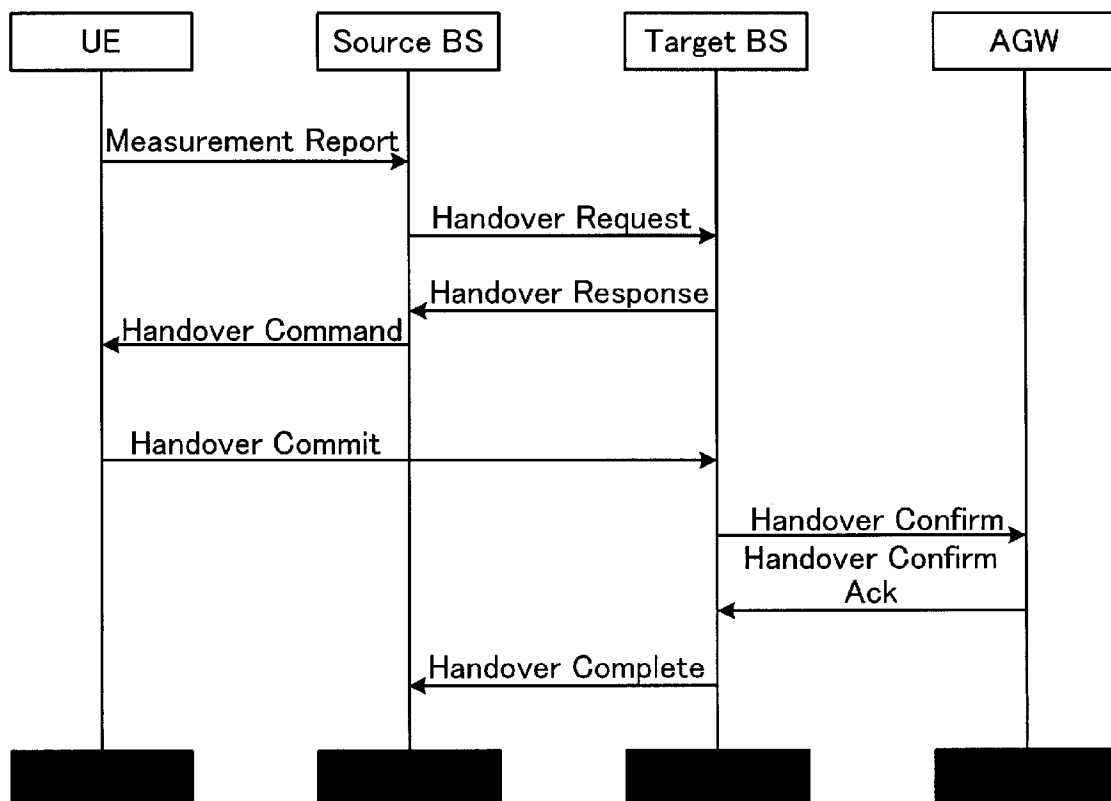 UE
Source BS
Target BS
AGW
Measurement Report
Handover Request
Handover Response
Handover Command
Handover Commit
Handover Confirm
Handover Confirm
Ack
Handover Complete